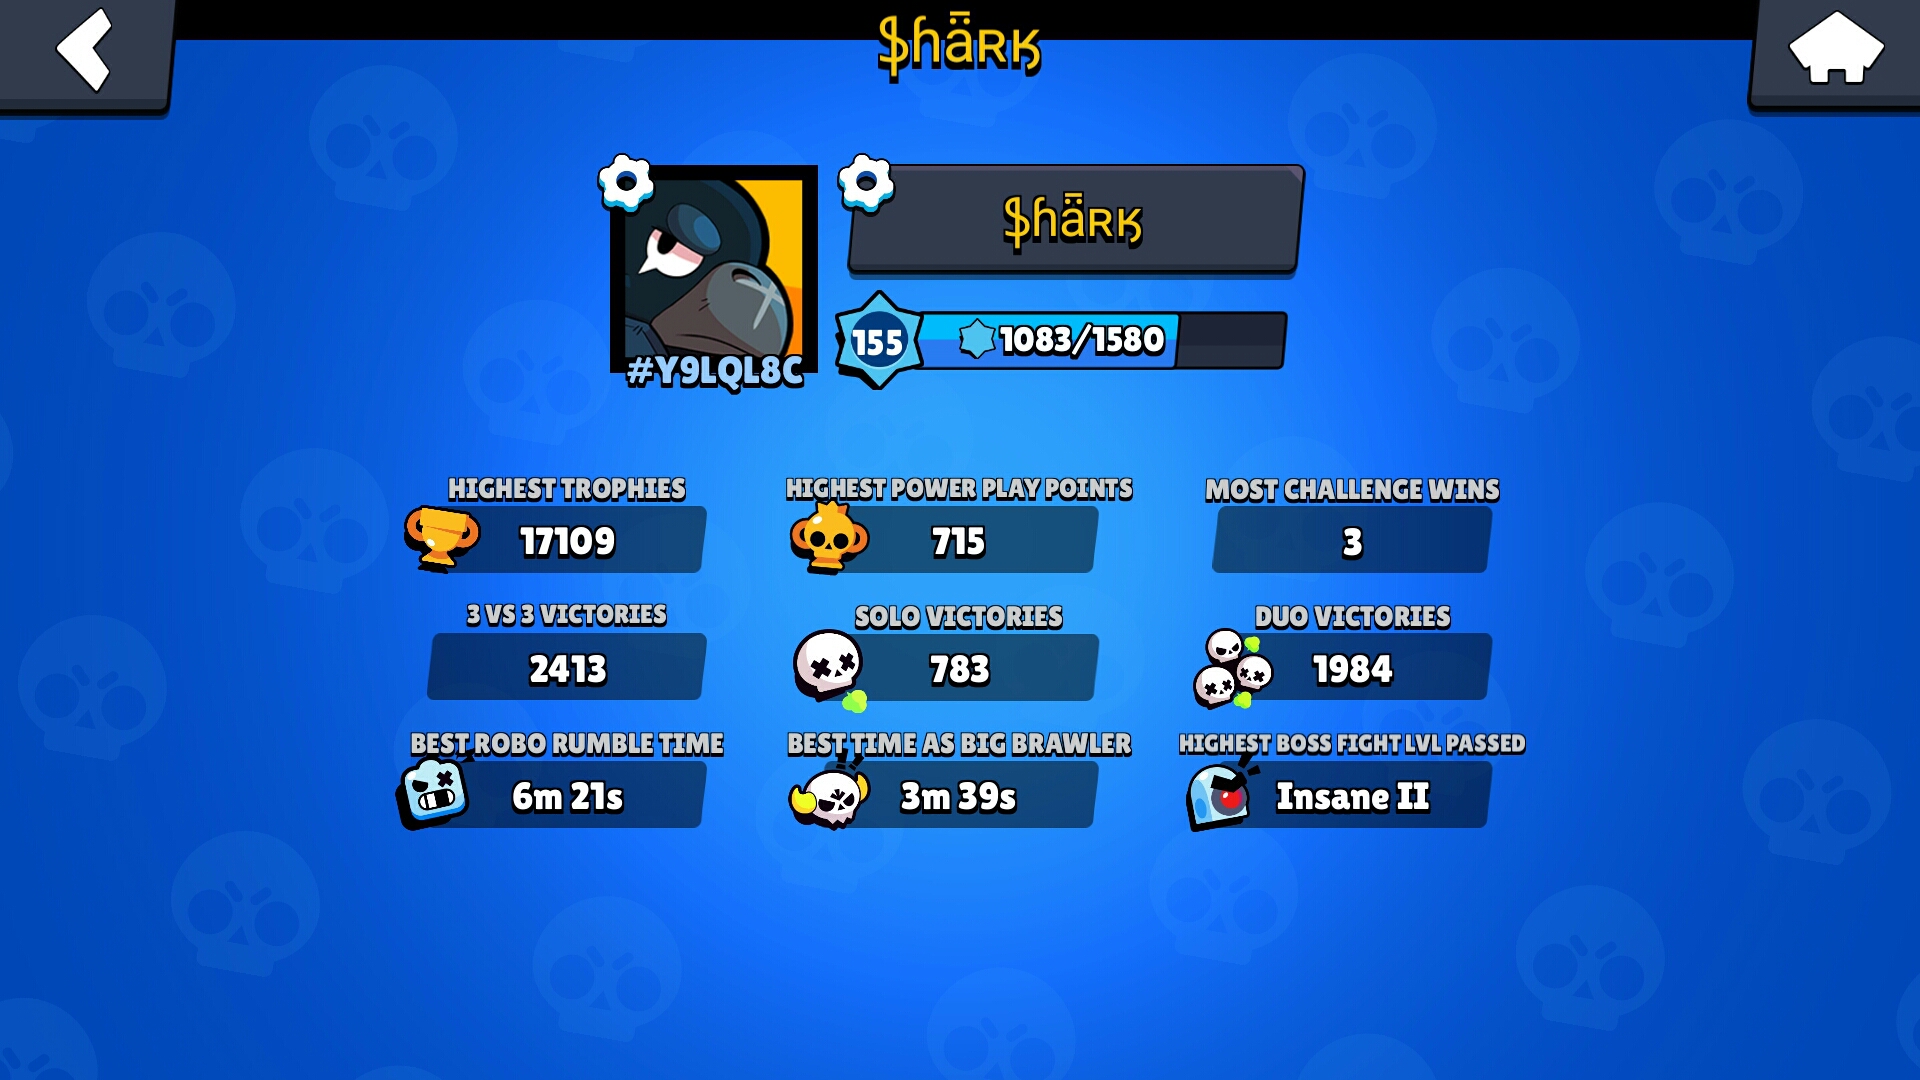 $häʀӄ
$häʀӄ
#Y9LQL8C
155
1083/1580
HIGHEST TROPHIES
17109
HIGHEST POWER PLAY POINTS
715
MOST CHALLENGE WINS
3
3 VS 3 VICTORIES
2413
SOLO VICTORIES
783
DUO VICTORIES
1984
BEST ROBO RUMBLE TIME
6m 21s
BEST TIME AS BIG BRAWLER
3m 39s
HIGHEST BOSS FIGHT LVL PASSED
Insane II